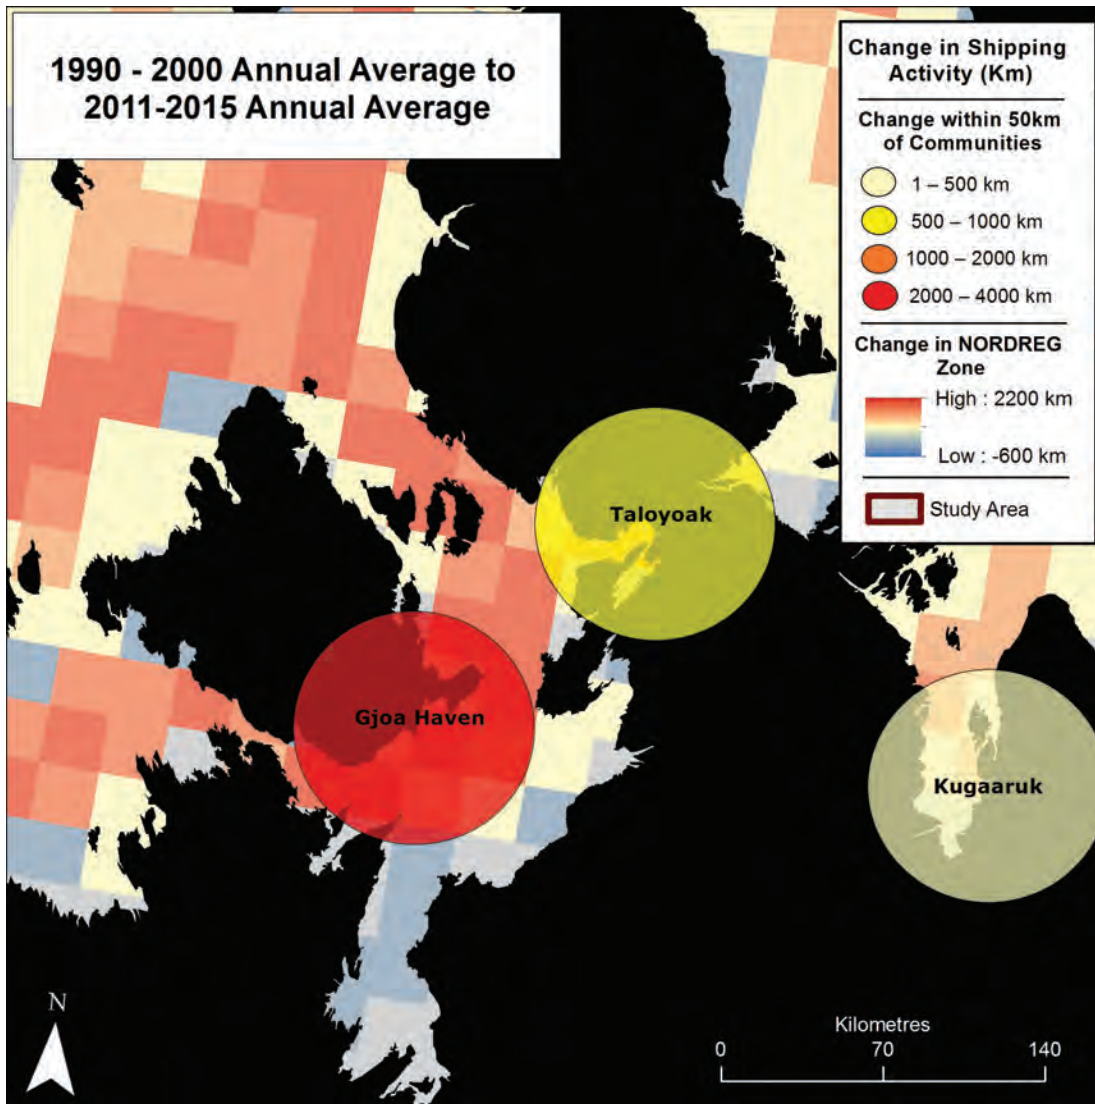 1990 - 2000 Annual Average to
2011-2015 Annual Average
Change in Shipping
Activity (Km)
Change within 50km
of Communities
1 – 500 km
500 – 1000 km
1000 – 2000 km
2000 – 4000 km
Change in NORDREG
Zone
High : 2200 km
Low : -600 km
Study Area
Taloyoak
Gjoa Haven
Kugaaruk
N
Kilometres
0 70 140